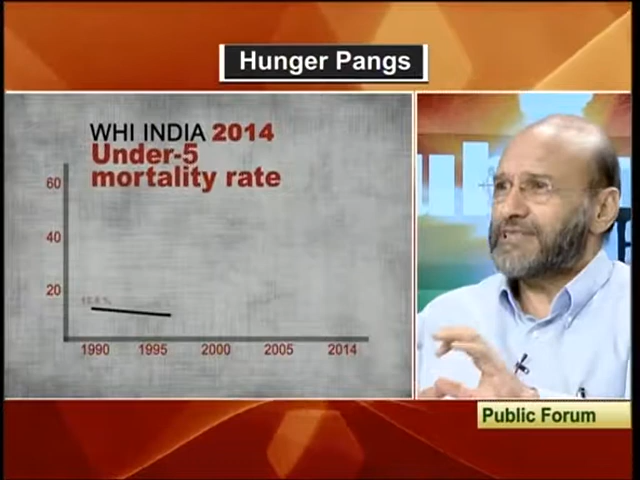 Hunger Pangs
WHI INDIA 2014
Under-5
mortality rate
60
40
20
1990 1995 2000 2005 2014
Public Forum